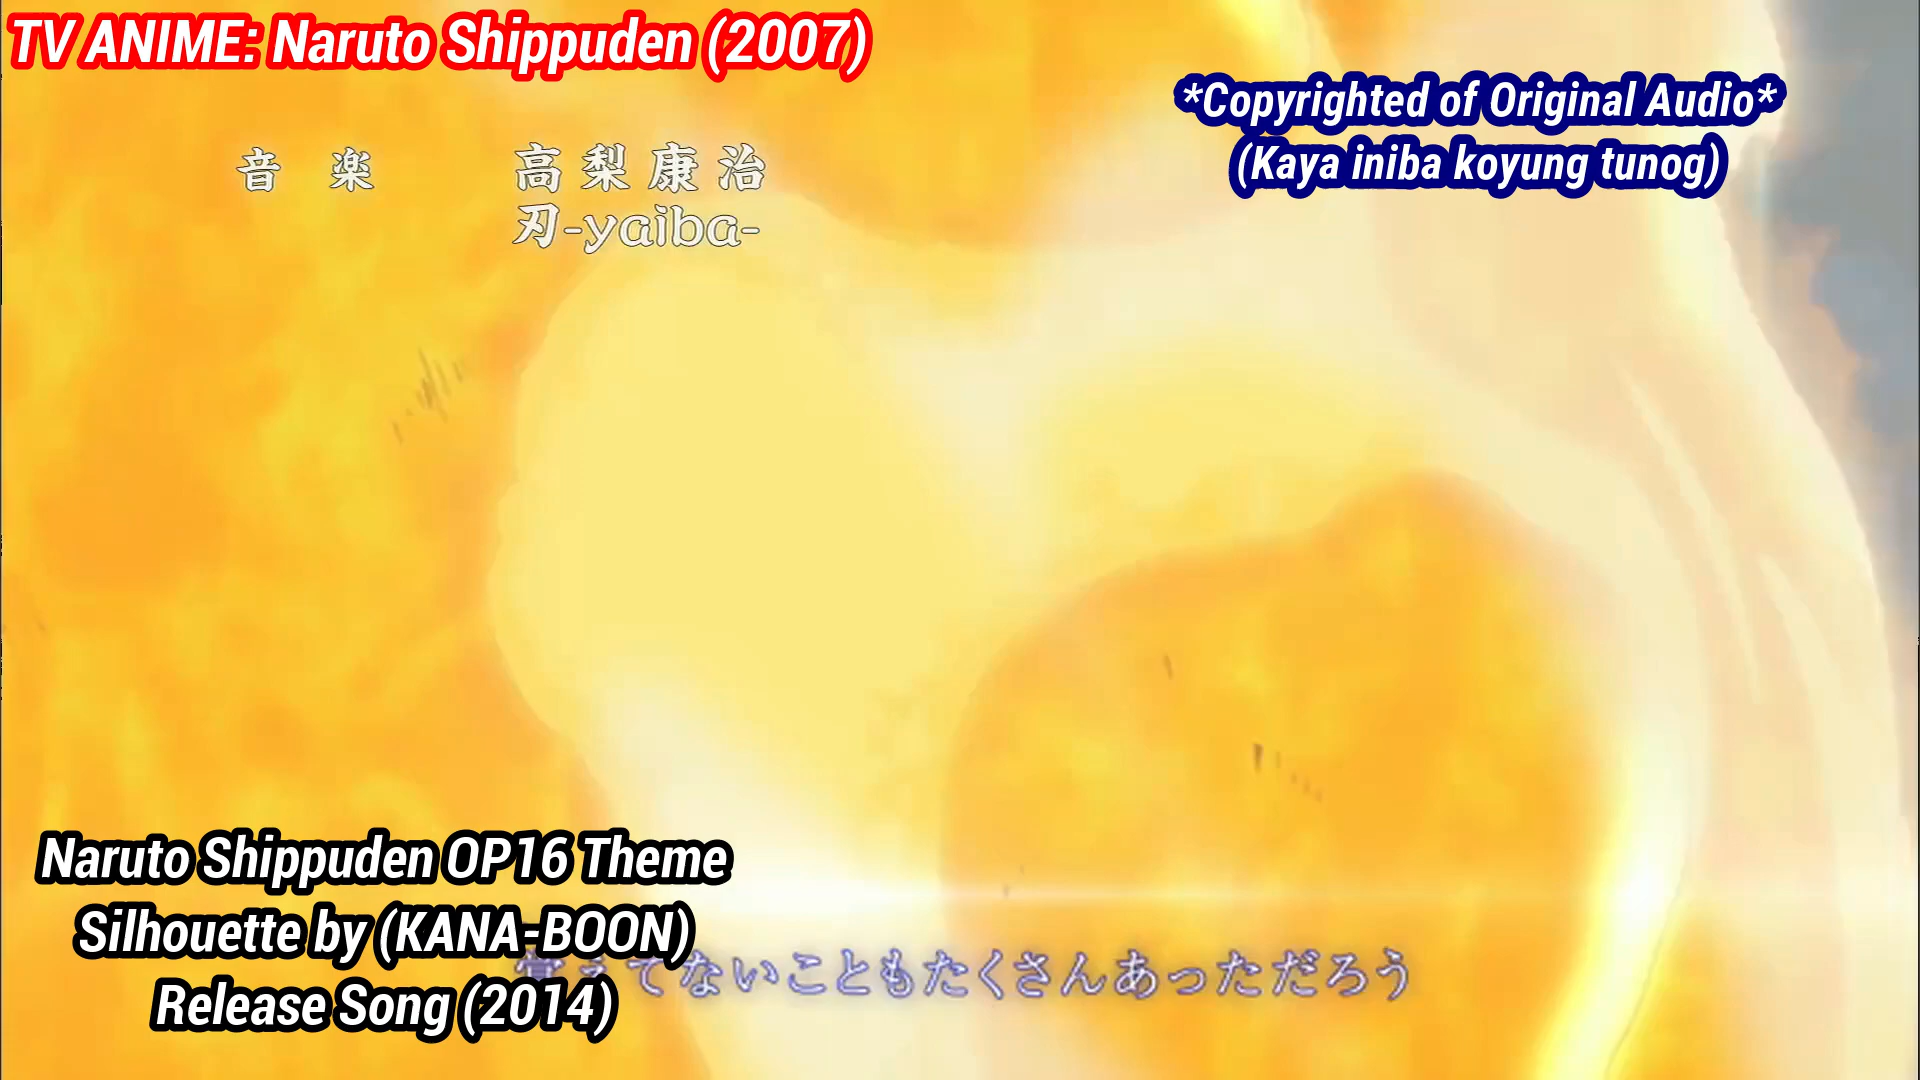 TV ANIME: Naruto Shippuden (2007)
*Copyrighted of Original Audio*
(Kaya iniba koyung tunog)
音 楽 高梨康治
刃-yaiba-
Naruto Shippuden OP16 Theme
Silhouette by (KANA-BOON)
Release Song (2014)
覚えてないこともたくさんあっただろう